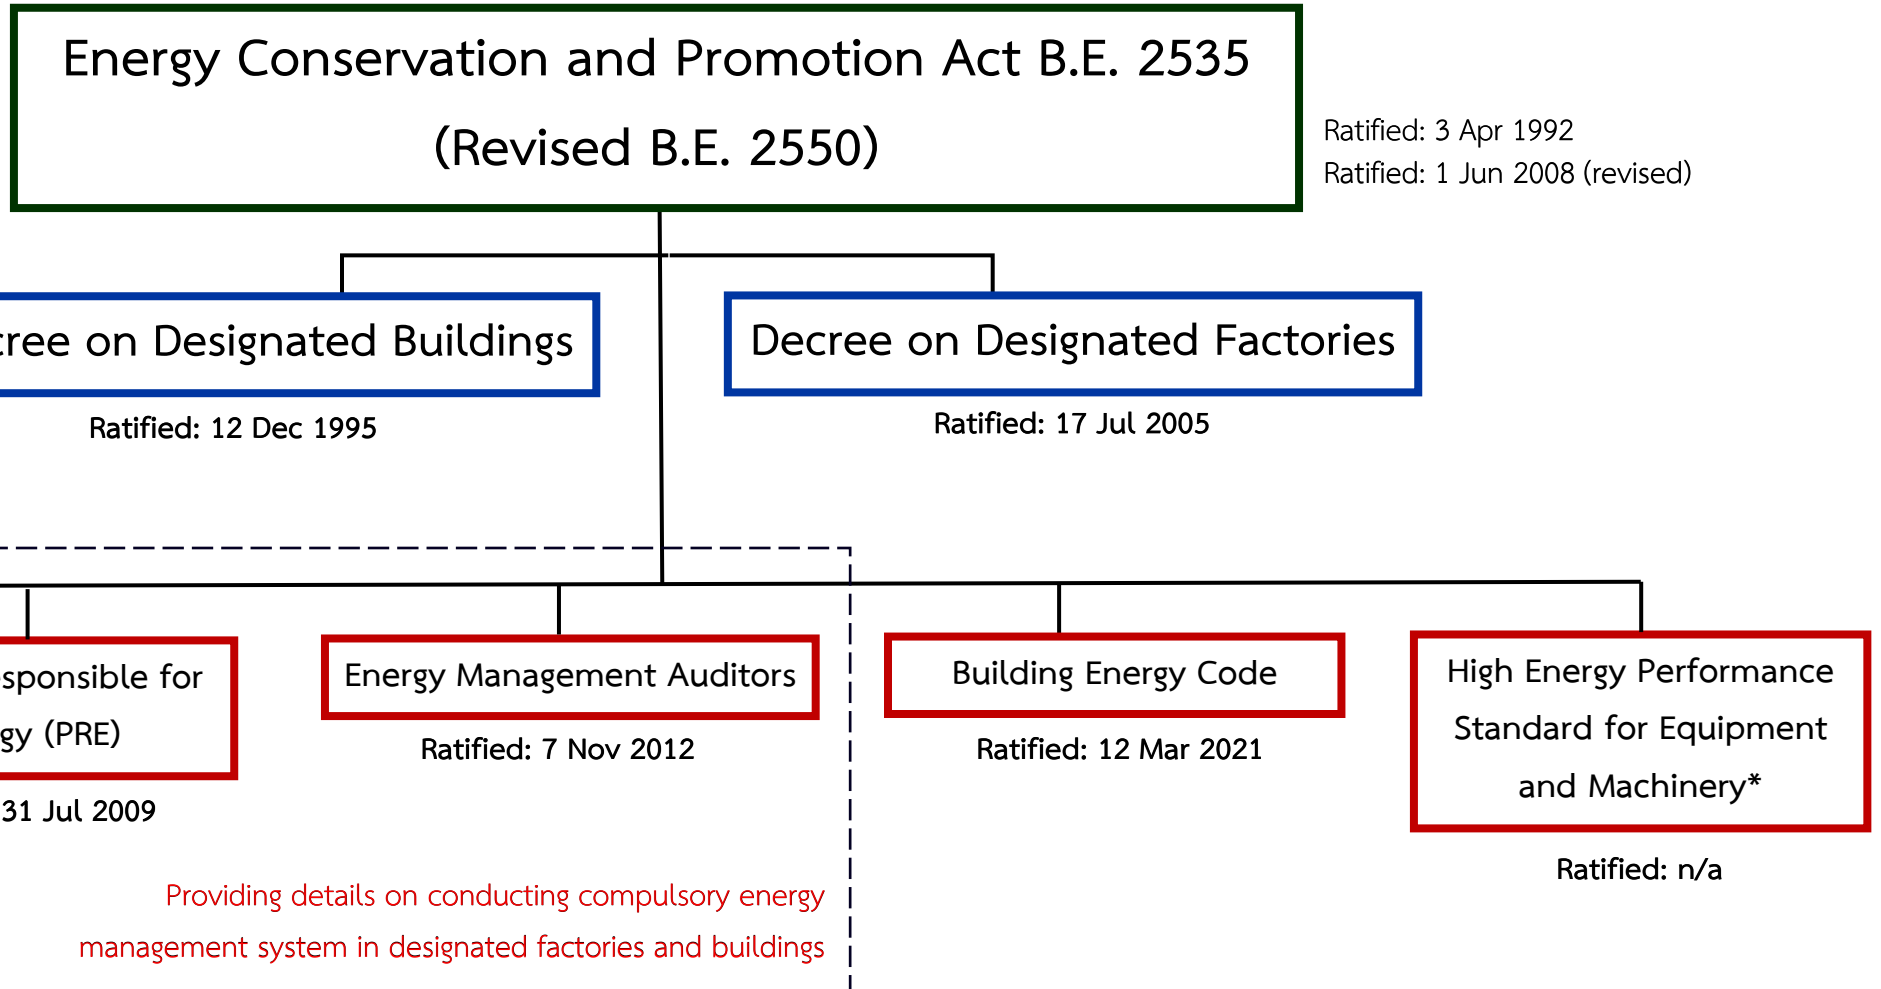 Energy Conservation and Promotion Act B.E. 2535
(Revised B.E. 2550)
Ratified: 3 Apr 1992
Ratified: 1 Jun 2008 (revised)
on Designated Buildings
Decree on Designated Factories
Ratified: 12 Dec 1995
Ratified: 17 Jul 2005
for
(PRE)
31 Jul 2009
Energy Management Auditors
Ratified: 7 Nov 2012
Building Energy Code
Ratified: 12 Mar 2021
High Energy Performance
Standard for Equipment
and Machinery*
Ratified: n/a
Providing details on conducting compulsory energy
management system in designated factories and buildings